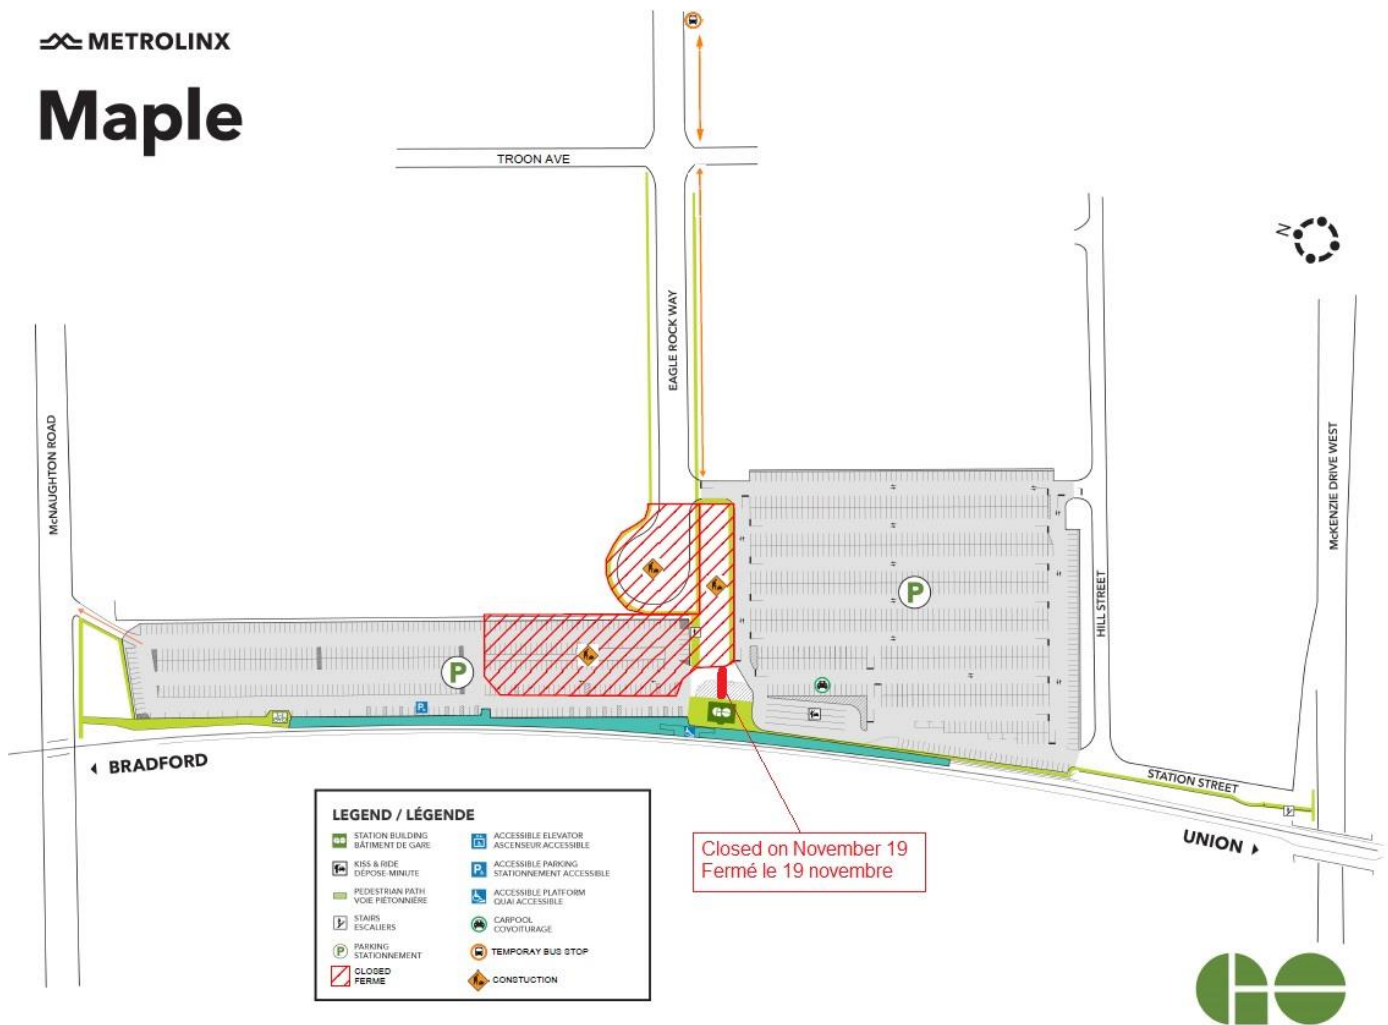 METROLINX
Maple
TROON AVE
N
EAGLE ROCK WAY
McNAUGHTON ROAD
McKENZIE DRIVE WEST
HILL STREET
P
P
P
GO
BRADFORD
STATION STREET
UNION
Closed on November 19
Fermé le 19 novembre
LEGEND / LÉGENDE
GO STATION BUILDING
BÂTIMENT DE GARE
KISS & RIDE
DÉPOSE-MINUTE
PEDESTRIAN PATH
VOIE PIÉTONNIÈRE
STAIRS
ESCALIERS
P PARKING
STATIONNEMENT
CLOSED
FERME
ACCESSIBLE ELEVATOR
ASCENSEUR ACCESSIBLE
P ACCESSIBLE PARKING
STATIONNEMENT ACCESSIBLE
ACCESSIBLE PLATFORM
QUAI ACCESSIBLE
CARPOOL
COVOITURAGE
TEMPORAY BUS STOP
CONSTUCTION
GO